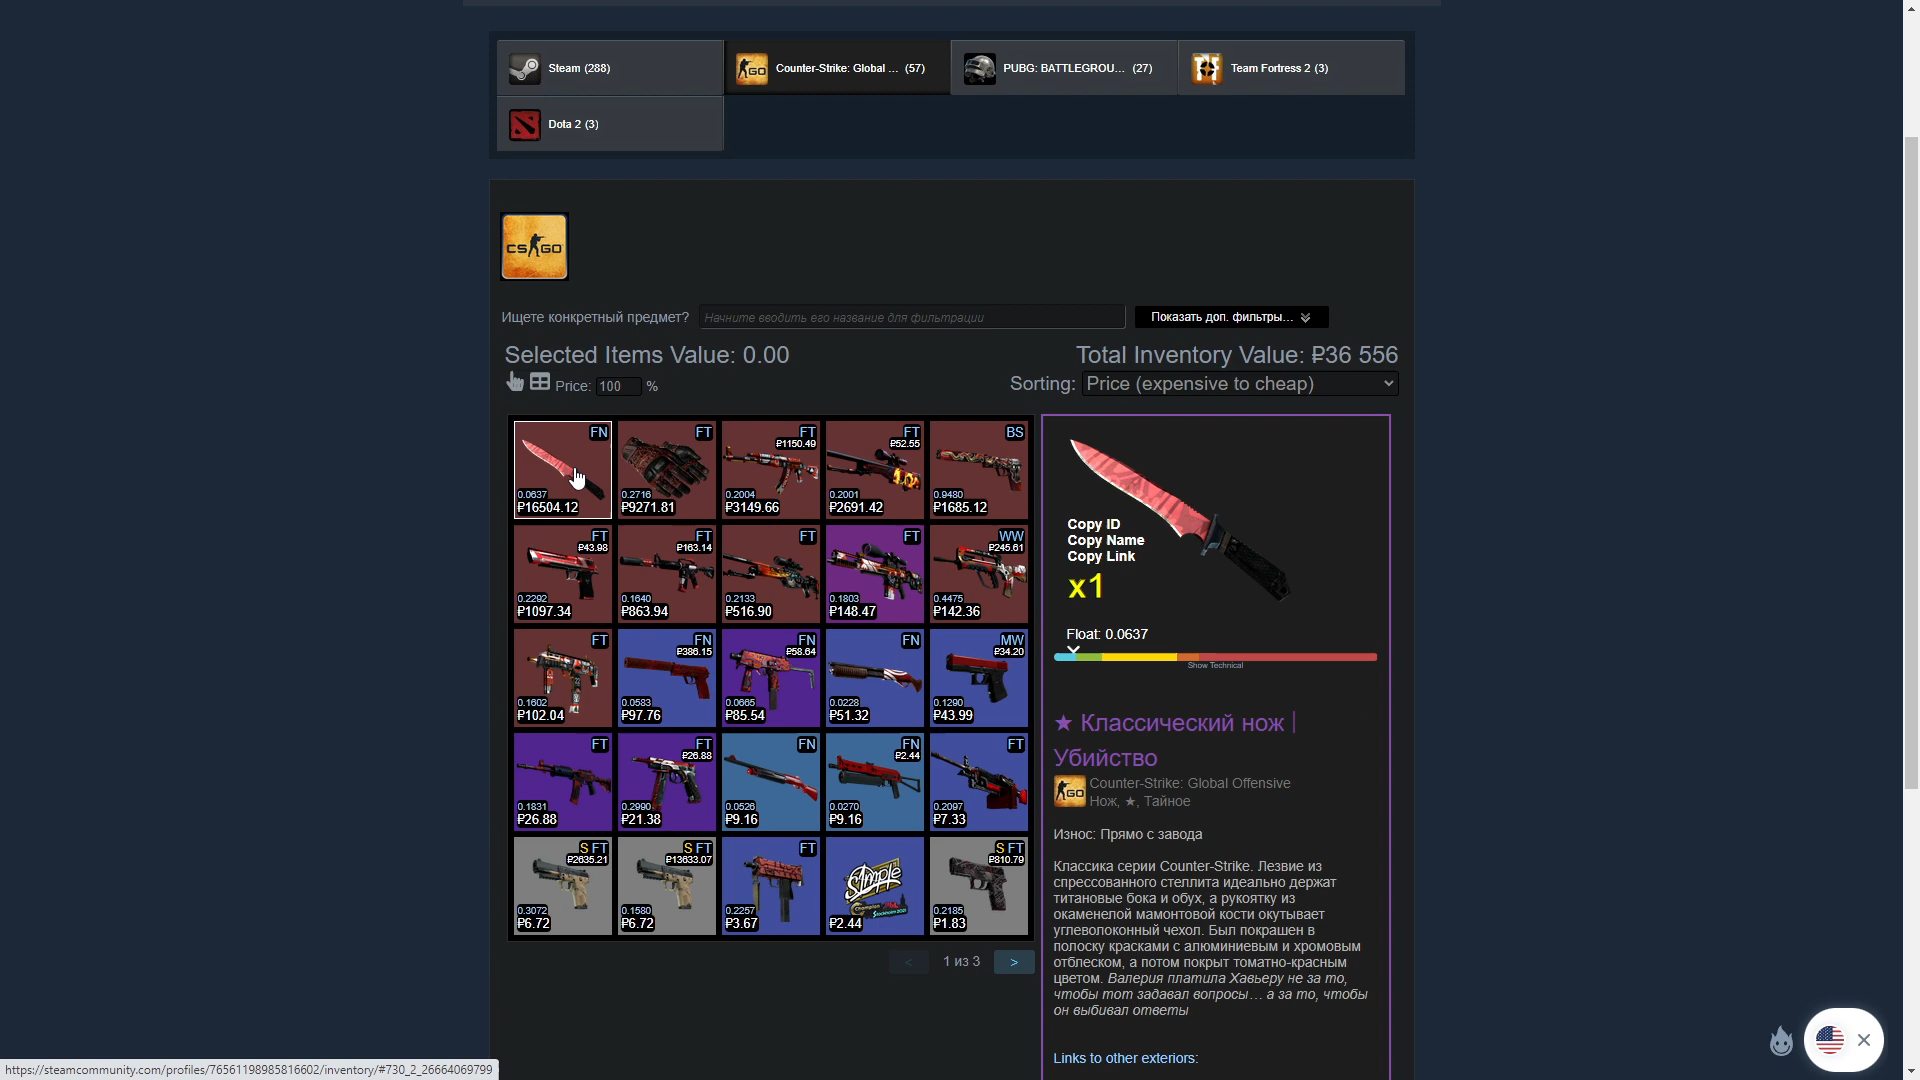 Steam (288)
Counter-Strike: Global ... (57)
PUBG: BATTLEGROU... (27)
Team Fortress 2 (3)
Dota 2 (3)
CS GO
Ищете конкретный предмет?
Начните вводить его название для фильтрации
Показать доп. фильтры...
Selected Items Value: 0.00
Total Inventory Value: ₽36 556
Price: 100 %
Sorting: Price (expensive to cheap)
FN
0.0637
₽16504.12
FT
0.2716
₽9271.81
FT
₽1150.49
0.2004
₽3149.66
FT
₽52.55
0.2001
₽2691.42
BS
0.9480
₽1685.12
FT
₽43.98
0.2292
₽1097.34
FT
₽163.14
0.1640
₽863.94
FT
0.2133
₽516.90
FT
0.1803
₽148.47
WW
₽245.61
0.4475
₽142.36
FT
0.1602
₽102.04
FN
₽386.15
0.0583
₽97.76
FN
₽58.64
0.0665
₽85.54
FN
0.0228
₽51.32
MW
₽34.20
0.1290
₽43.99
FT
0.1831
₽26.88
FT
₽26.88
0.2990
₽21.38
FN
0.0526
₽9.16
FN
₽2.44
0.0270
₽9.16
FT
0.2097
₽7.33
S FT
₽2635.21
0.3072
₽6.72
S FT
₽13633.07
0.1580
₽6.72
FT
0.2257
₽3.67
s1mple
Champion
Stockholm 2021
₽2.44
S FT
₽810.79
0.2185
₽1.83
<
1 из 3
>
Copy ID
Copy Name
Copy Link
x1
Float: 0.0637
Show Technical
★ Классический нож |
Убийство
GO
Counter-Strike: Global Offensive
Нож, ★, Тайное
Износ: Прямо с завода
Классика серии Counter-Strike. Лезвие из
спрессованного стеллита идеально держат
титановые бока и обух, а рукоятку из
окаменелой мамонтовой кости окутывает
углеволоконный чехол. Был покрашен в
полоску красками с алюминиевым и хромовым
отблеском, а потом покрыт томатно-красным
цветом. Валерия платила Хавьеру не за то,
чтобы тот задавал вопросы… а за то, чтобы
он выбивал ответы
Links to other exteriors:
https://steamcommunity.com/profiles/76561198985816602/inventory/#730_2_26664069799